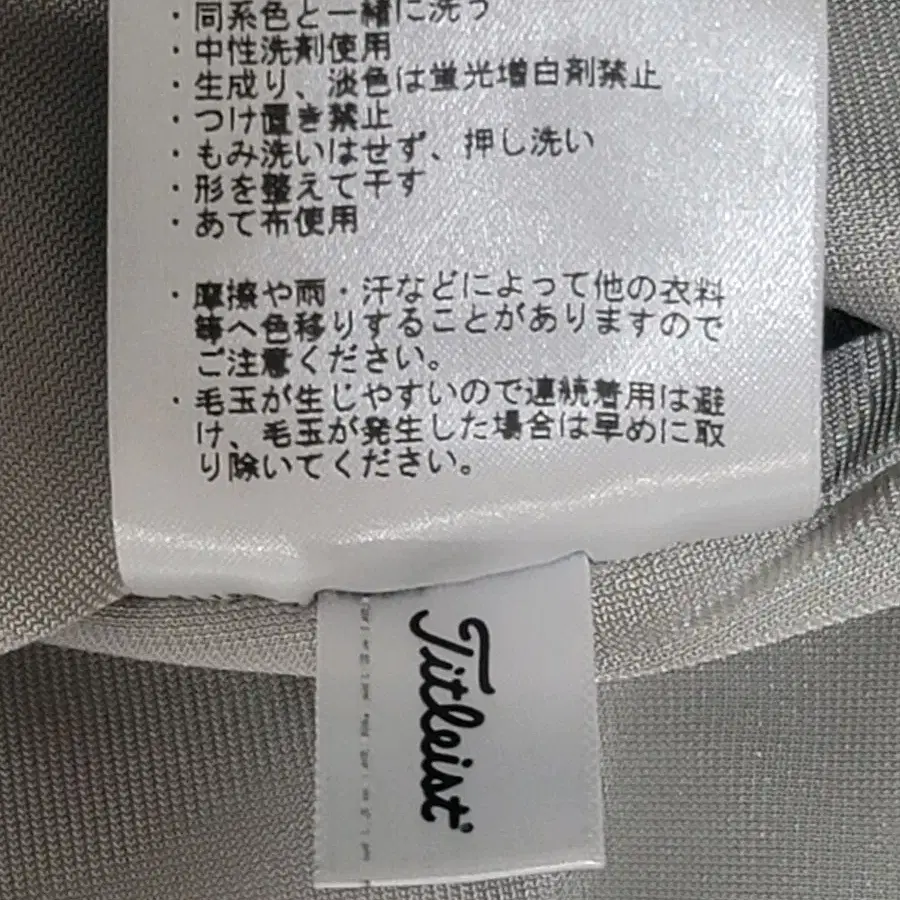 ・同系色と一緒に洗う
・中性洗剤使用
・生成り、淡色は蛍光増白剤禁止
・つけ置き禁止
・もみ洗いはせず、押し洗い
・形を整えて干す
・あて布使用
・摩擦や雨・汗などによって他の衣料
等へ色移りすることがありますので
ご注意ください。
・毛玉が生じやすいので連続着用は避
け、毛玉が発生した場合は早めに取
り除いてください。
Titleist